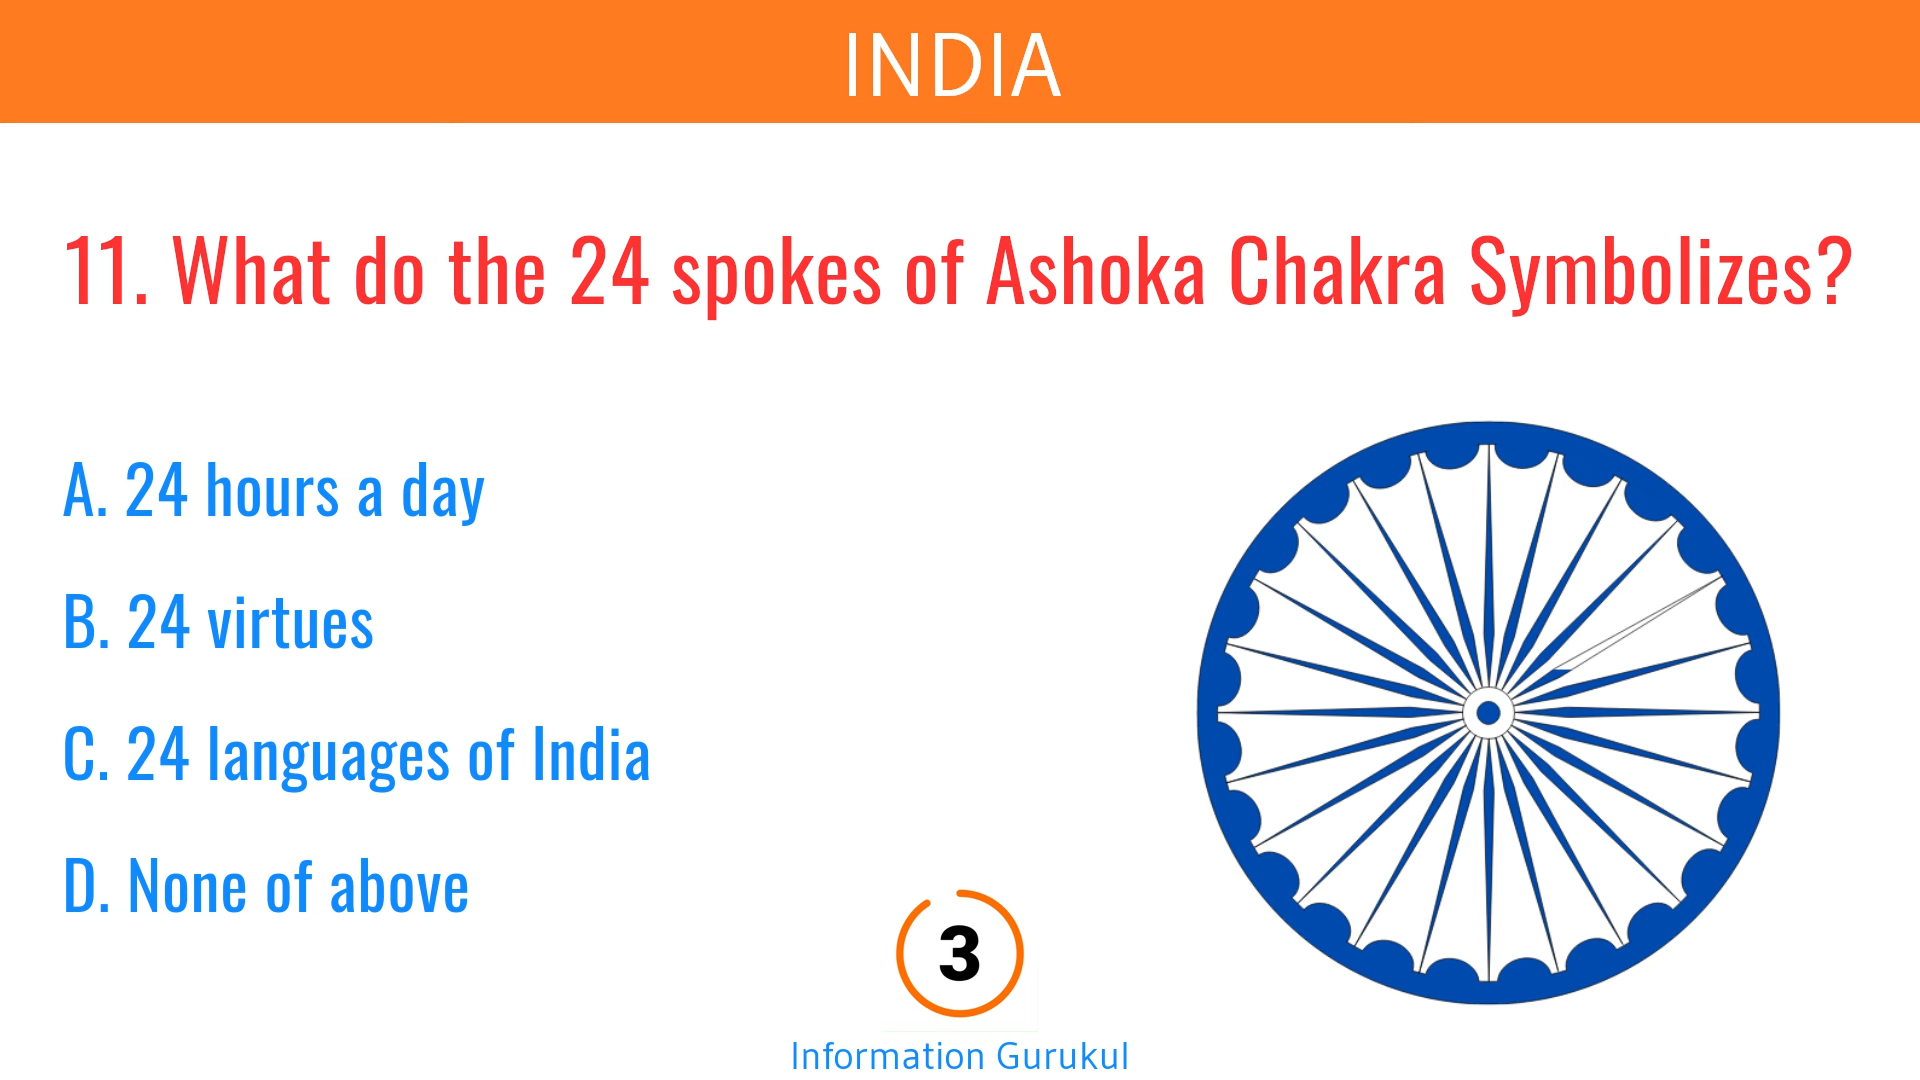 INDIA
11. What do the 24 spokes of Ashoka Chakra Symbolizes?
A. 24 hours a day
B. 24 virtues
C. 24 languages of India
D. None of above
3
Information Gurukul